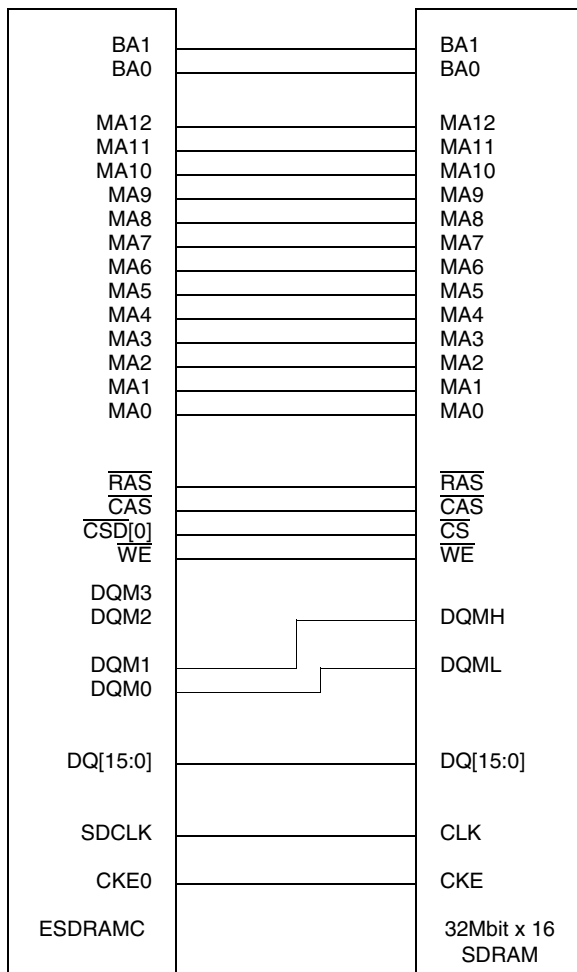 BA1 BA1
BA0 BA0
MA12 MA12
MA11 MA11
MA10 MA10
MA9 MA9
MA8 MA8
MA7 MA7
MA6 MA6
MA5 MA5
MA4 MA4
MA3 MA3
MA2 MA2
MA1 MA1
MA0 MA0
RAS RAS
CAS CAS
CSD[0] CS
WE WE
DQM3
DQM2 DQMH
DQM1 DQML
DQM0
DQ[15:0] DQ[15:0]
SDCLK CLK
CKE0 CKE
ESDRAMC 32Mbit x 16
SDRAM